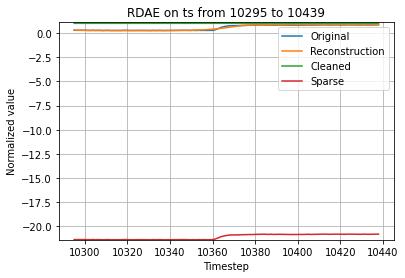 RDAE on ts from 10295 to 10439
Normalized value
0.0
−2.5
−5.0
−7.5
−10.0
−12.5
−15.0
−17.5
−20.0
Original
Reconstruction
Cleaned
Sparse
10300 10320 10340 10360 10380 10400 10420 10440
Timestep